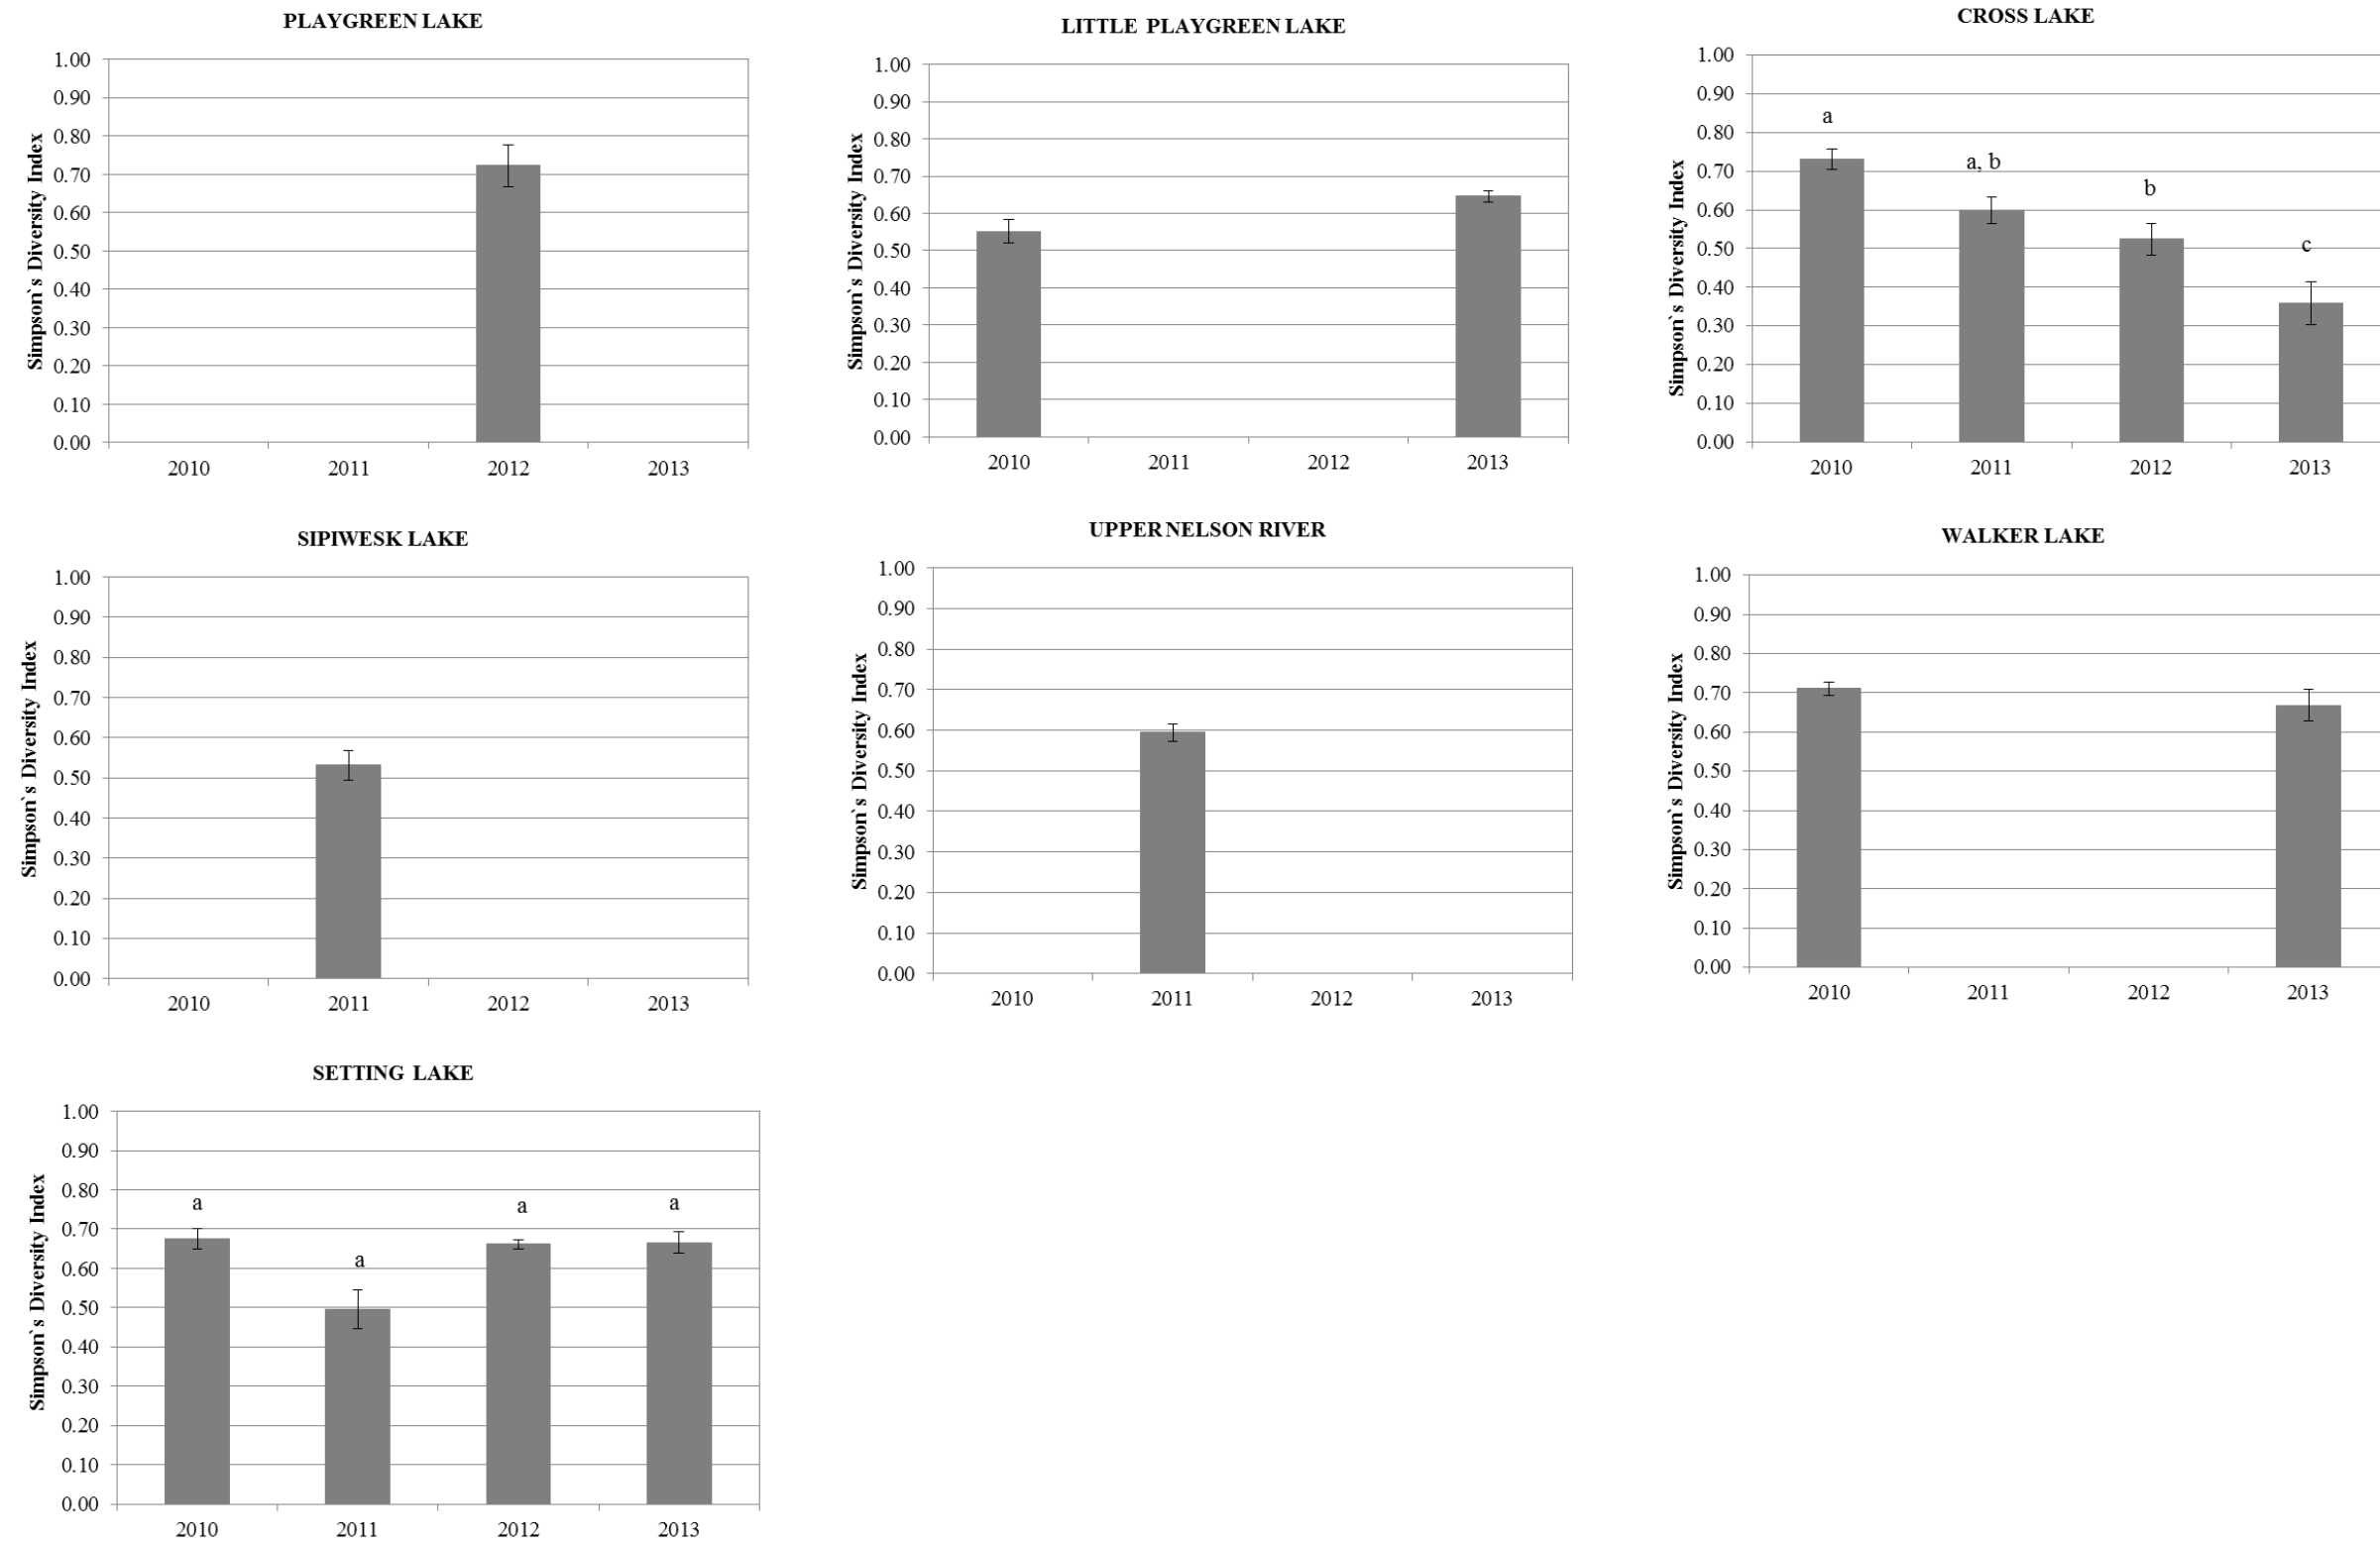 PLAYGREEN LAKE
Simpson`s Diversity Index
1.00
0.90
0.80
0.70
0.60
0.50
0.40
0.30
0.20
0.10
0.00
2010 2011 2012 2013
LITTLE PLAYGREEN LAKE
Simpson`s Diversity Index
1.00
0.90
0.80
0.70
0.60
0.50
0.40
0.30
0.20
0.10
0.00
2010 2011 2012 2013
CROSS LAKE
Simpson`s Diversity Index
1.00
0.90
0.80
0.70
0.60
0.50
0.40
0.30
0.20
0.10
0.00
a
a, b
b
c
2010 2011 2012 2013
SIPIWESK LAKE
Simpson`s Diversity Index
1.00
0.90
0.80
0.70
0.60
0.50
0.40
0.30
0.20
0.10
0.00
2010 2011 2012 2013
UPPER NELSON RIVER
Simpson`s Diversity Index
1.00
0.90
0.80
0.70
0.60
0.50
0.40
0.30
0.20
0.10
0.00
2010 2011 2012 2013
WALKER LAKE
Simpson`s Diversity Index
1.00
0.90
0.80
0.70
0.60
0.50
0.40
0.30
0.20
0.10
0.00
2010 2011 2012 2013
SETTING LAKE
Simpson`s Diversity Index
1.00
0.90
0.80
0.70
0.60
0.50
0.40
0.30
0.20
0.10
0.00
a
a
a
a
2010 2011 2012 2013